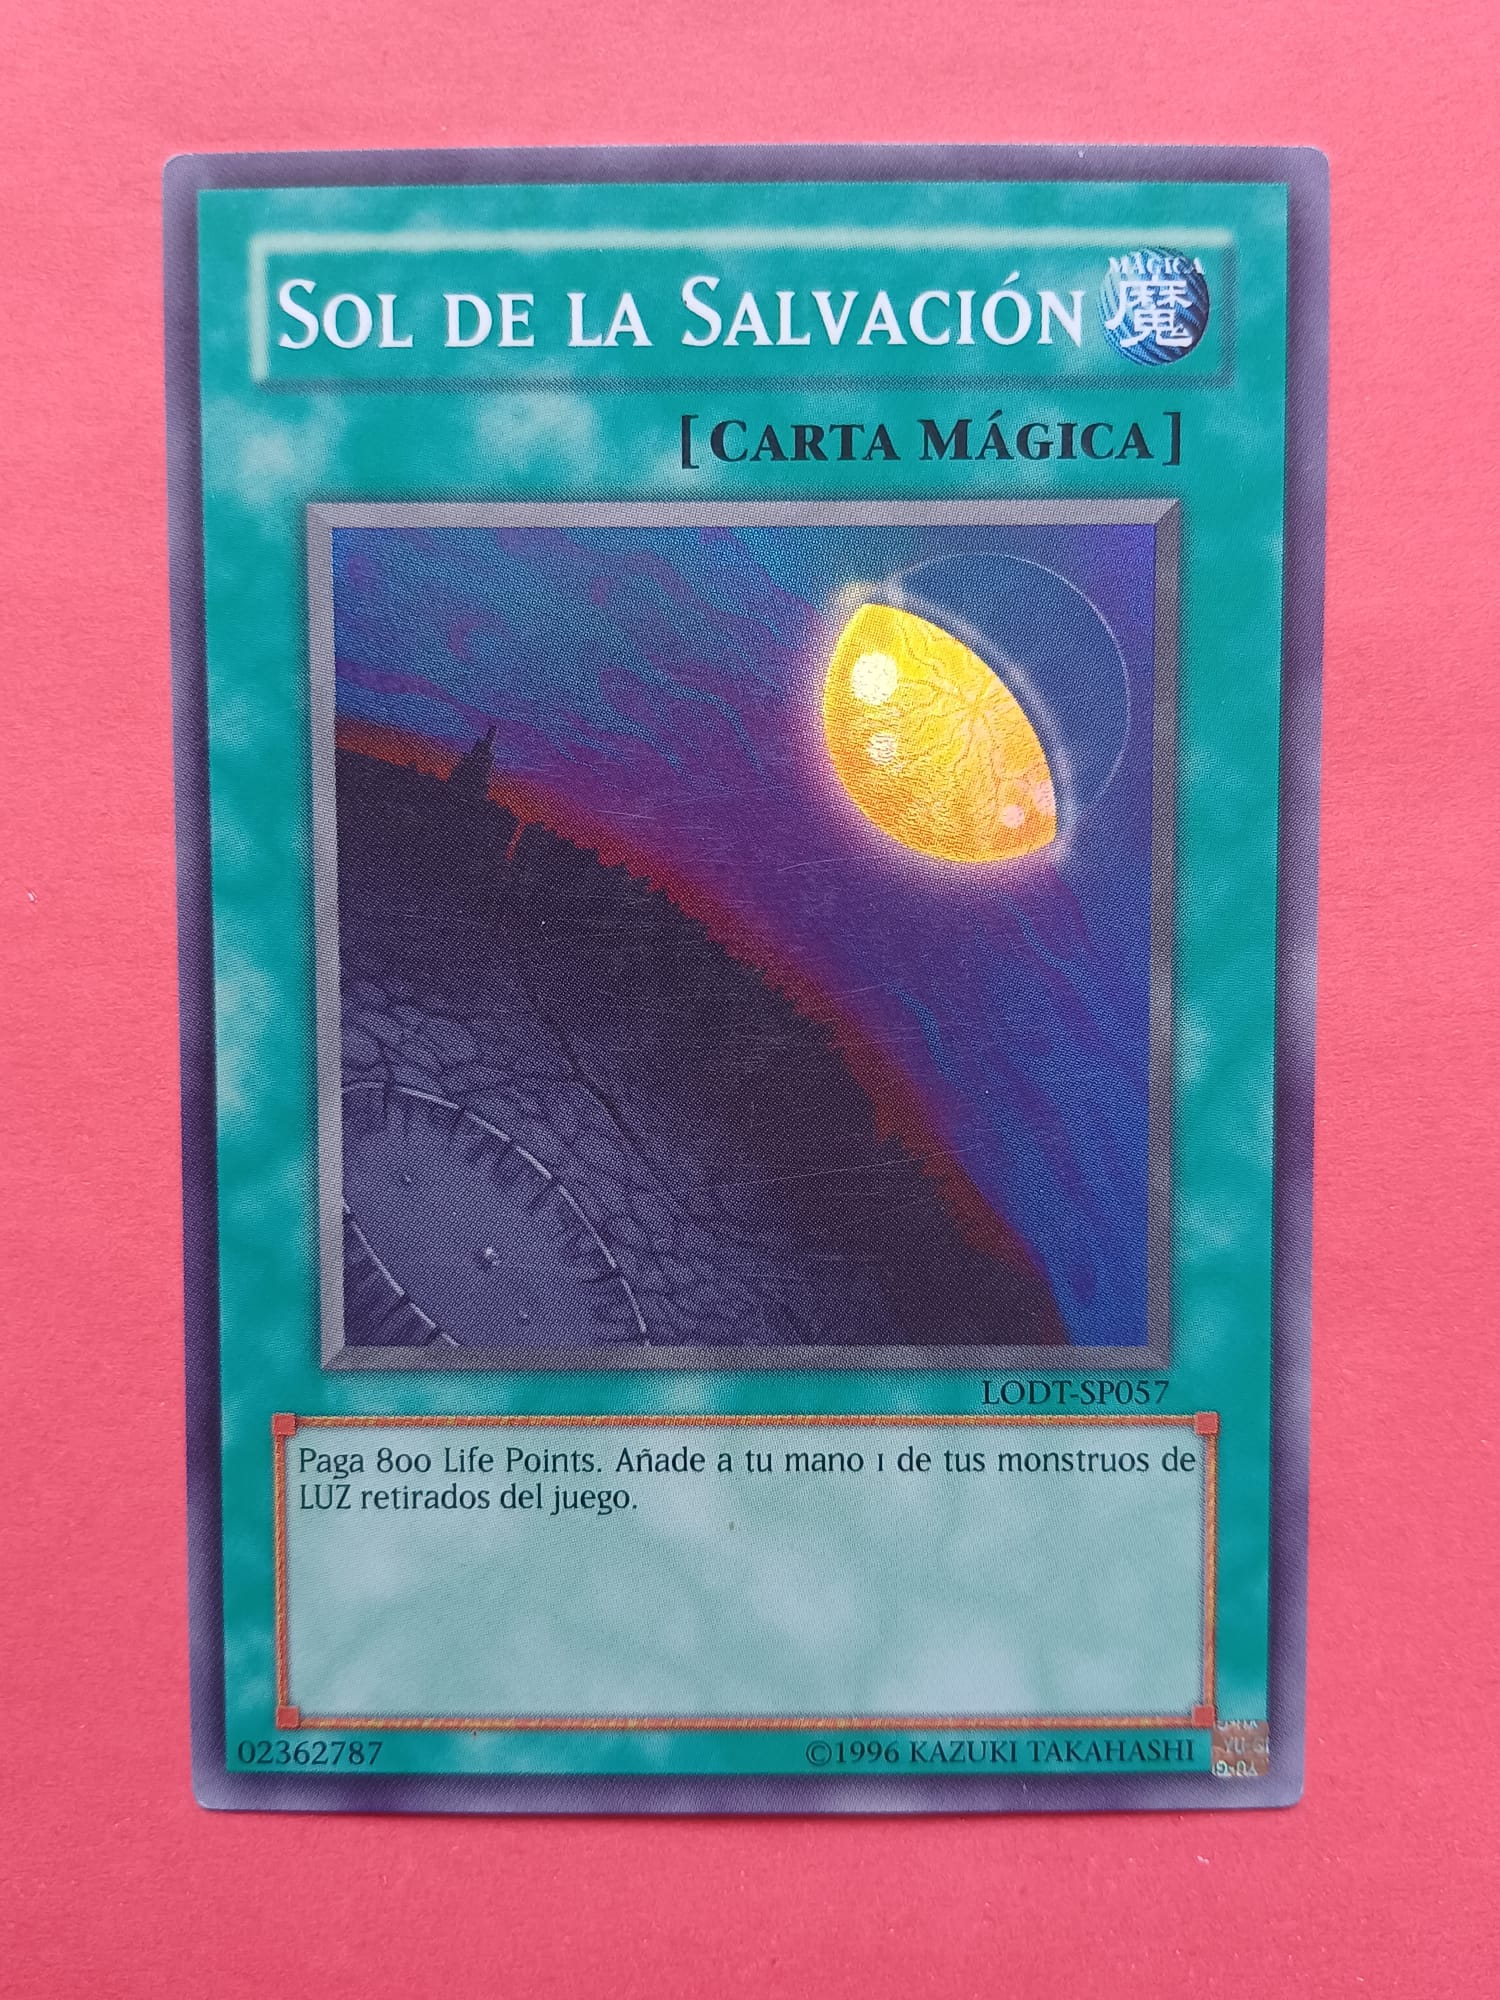 SOL DE LA SALVACIÓN
MÁGICA
魔
[CARTA MÁGICA]
LODT-SP057
Paga 800 Life Points. Añade a tu mano 1 de tus monstruos de
LUZ retirados del juego.
02362787
©1996 KAZUKI TAKAHASHI